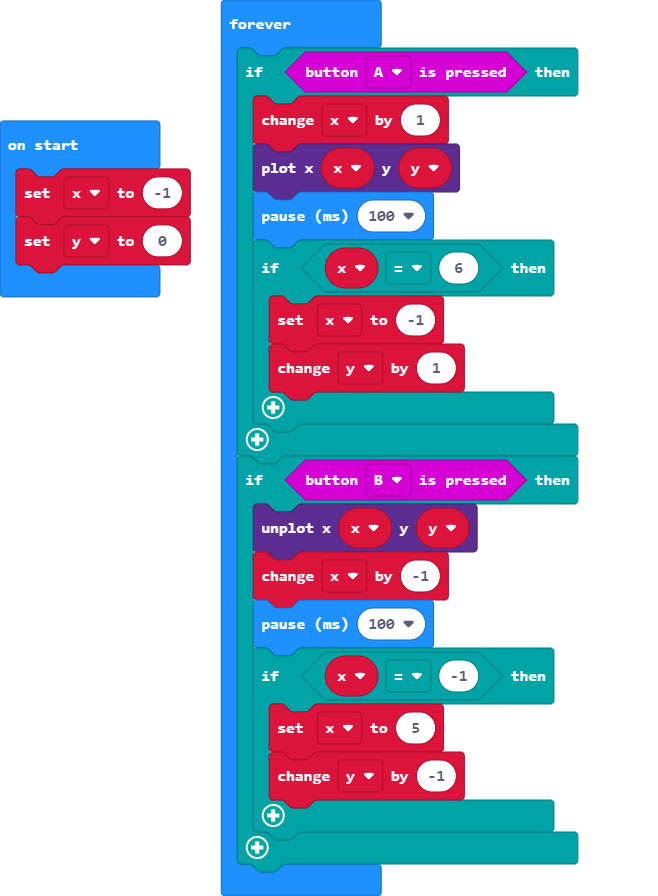 on start
set x to -1
set y to 0
forever
if button A is pressed then
change x by 1
plot x x y y
pause (ms) 100
if x = 6 then
set x to -1
change y by 1
if button B is pressed then
unplot x x y y
change x by -1
pause (ms) 100
if x = -1 then
set x to 5
change y by -1